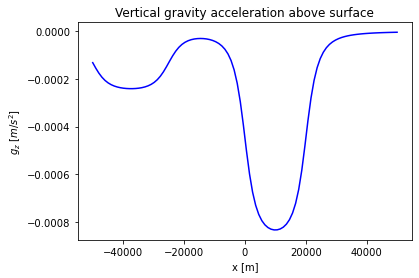 Vertical gravity acceleration above surface
0.0000
−0.0002
−0.0004
−0.0006
−0.0008
g_z [m/s²]
−40000 −20000 0 20000 40000
x [m]